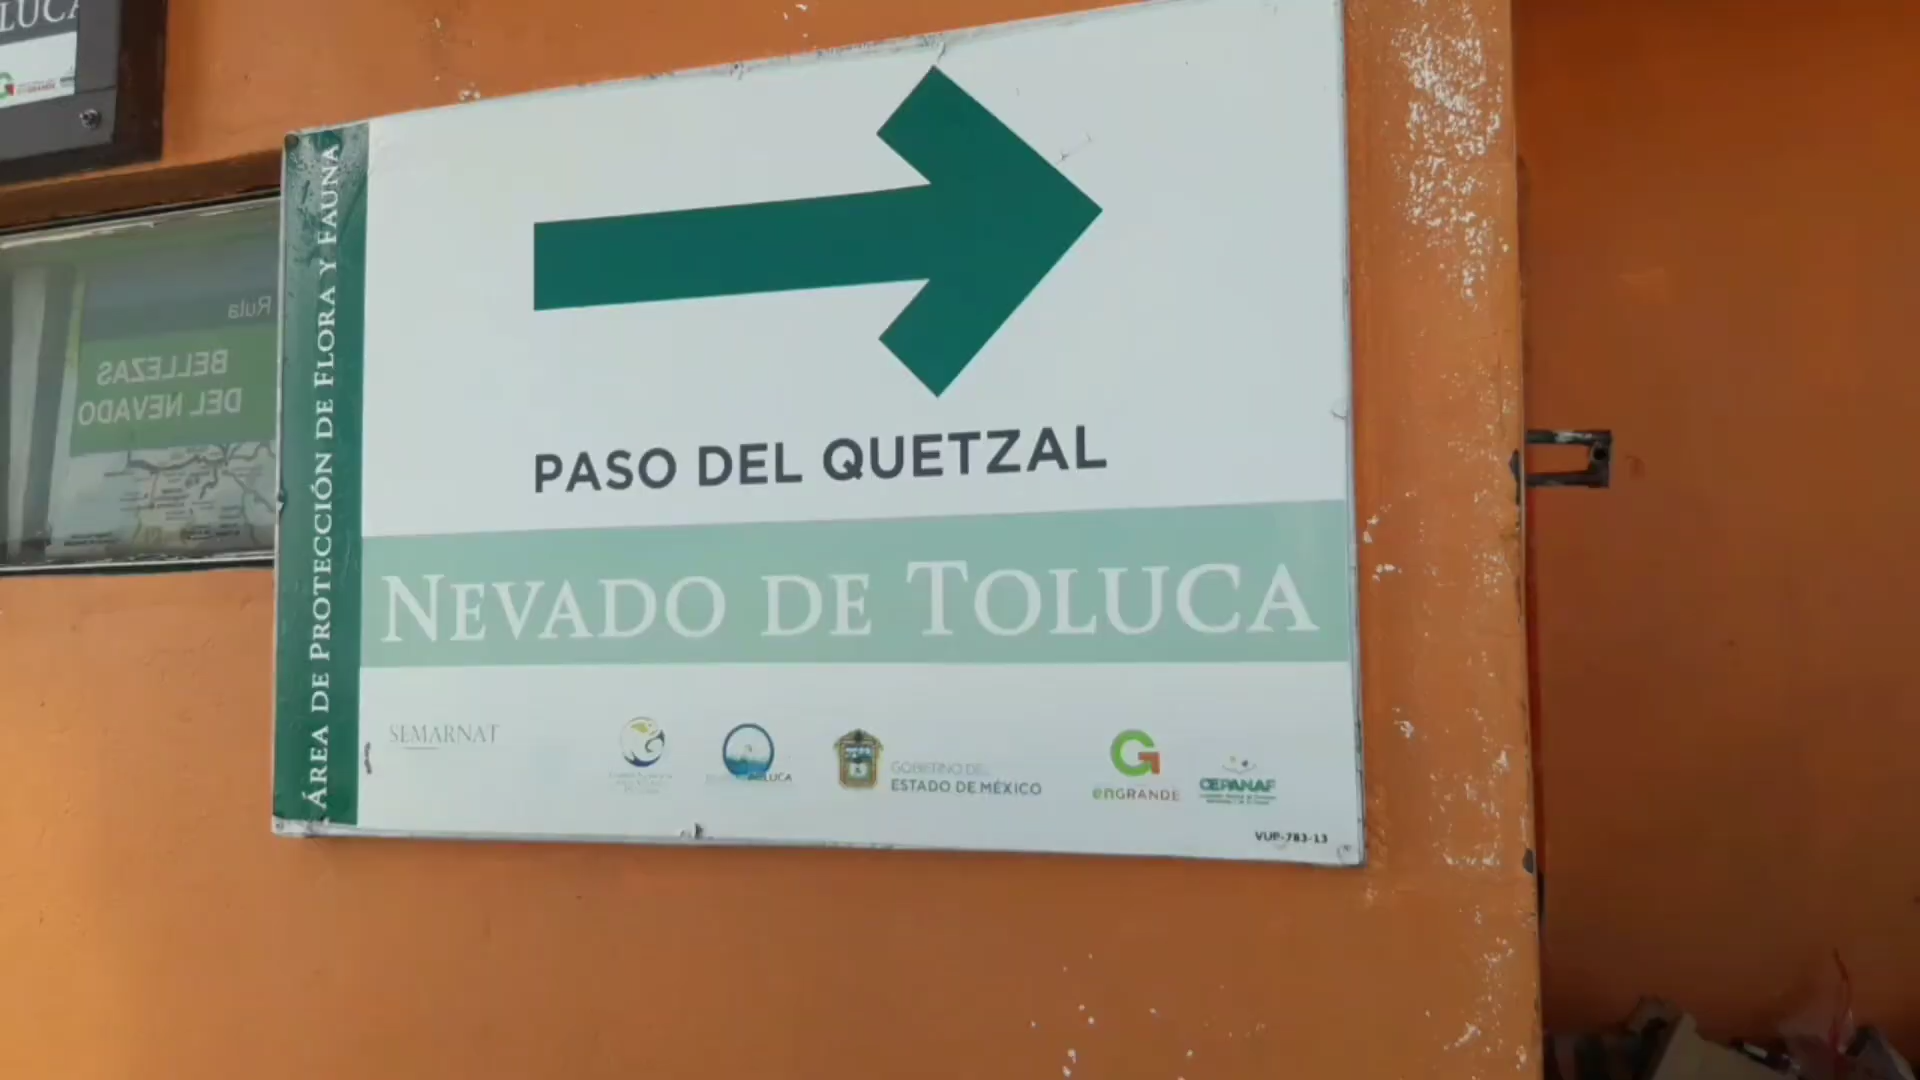 LUCA
Ruta
BELLEZAS
DEL NEVADO
ÁREA DE PROTECCIÓN DE FLORA Y FAUNA
PASO DEL QUETZAL
NEVADO DE TOLUCA
SEMARNAT
GOBIERNO DEL
ESTADO DE MÉXICO
enGRANDE
CEPANAF
VUP-783-13